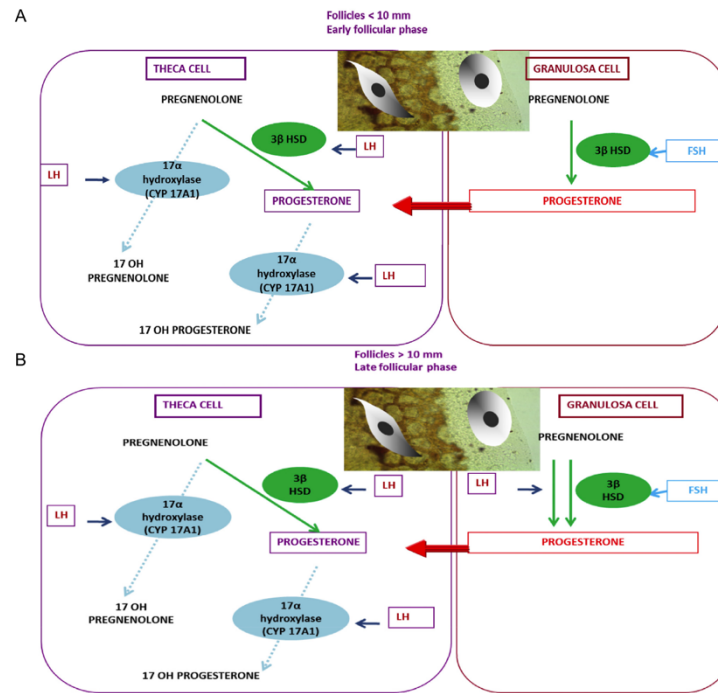 A
Follicles < 10 mm
Early follicular phase
THECA CELL
GRANULOSA CELL
PREGNENOLONE
PREGNENOLONE
3β HSD
LH
3β HSD
FSH
LH
17α
hydroxylase
(CYP 17A1)
PROGESTERONE
PROGESTERONE
17 OH
PREGNENOLONE
17α
hydroxylase
(CYP 17A1)
LH
17 OH PROGESTERONE
B
Follicles > 10 mm
Late follicular phase
THECA CELL
GRANULOSA CELL
PREGNENOLONE
PREGNENOLONE
3β
HSD
LH
LH
3β
HSD
FSH
LH
17α
hydroxylase
(CYP 17A1)
PROGESTERONE
PROGESTERONE
17 OH
PREGNENOLONE
17α
hydroxylase
(CYP 17A1)
LH
17 OH PROGESTERONE